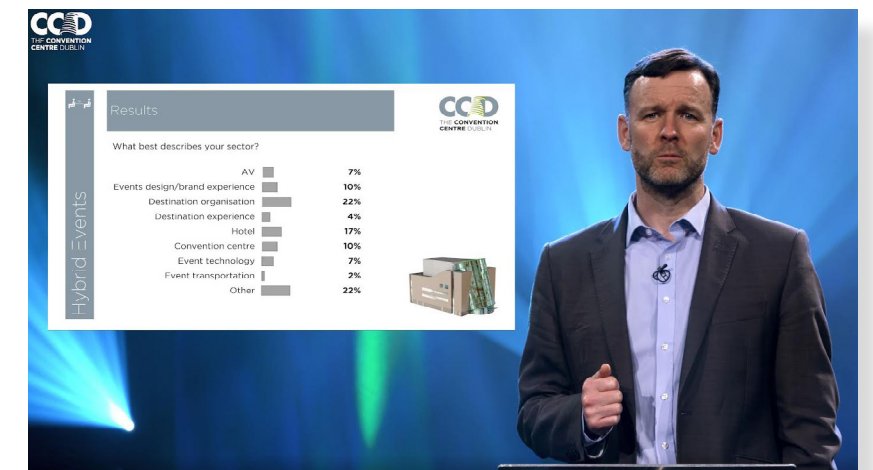 CCD
THE CONVENTION
CENTRE DUBLIN
Results
CCD
THE CONVENTION
CENTRE DUBLIN
Hybrid Events
What best describes your sector?
AV 7%
Events design/brand experience 10%
Destination organisation 22%
Destination experience 4%
Hotel 17%
Convention centre 10%
Event technology 7%
Event transportation 2%
Other 22%